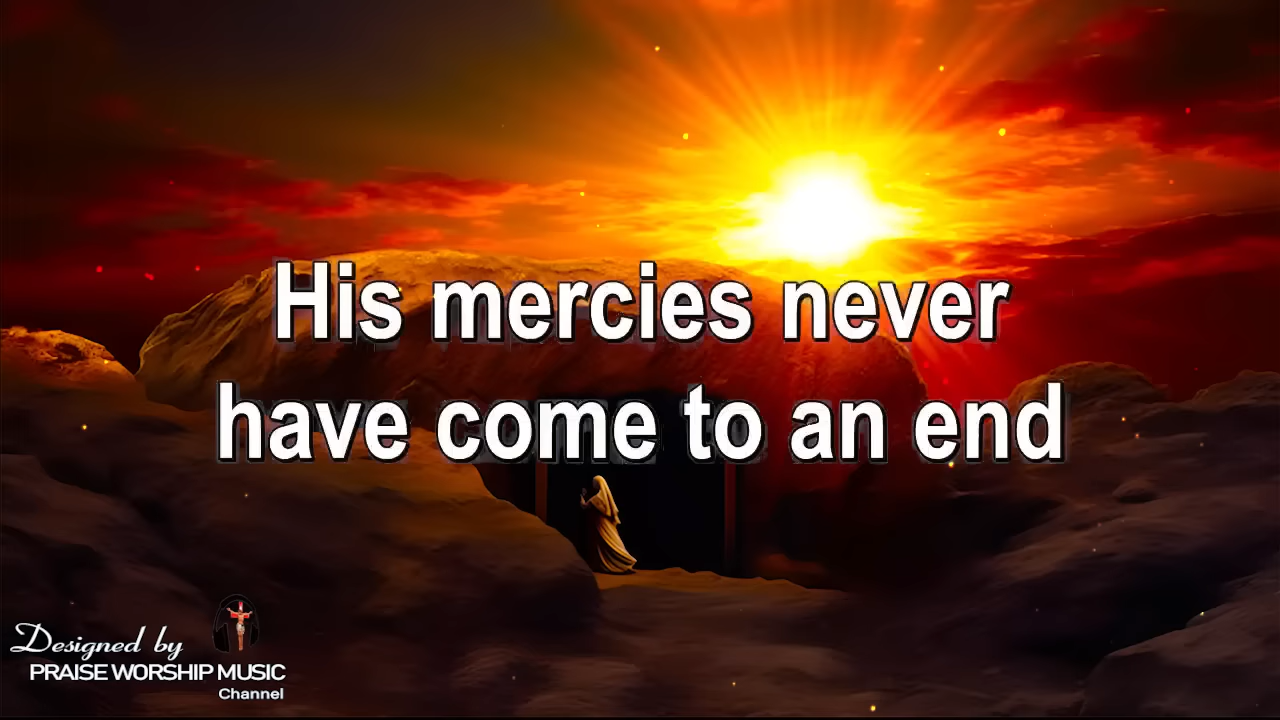 His mercies never
have come to an end
Designed by
PRAISE WORSHIP MUSIC
Channel